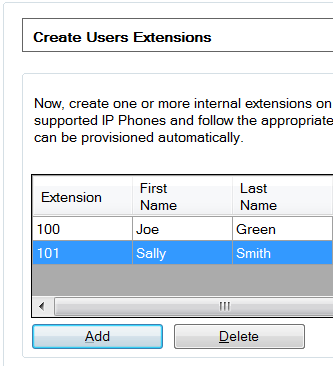 Create Users Extensions
Now, create one or more internal extensions on
supported IP Phones and follow the appropriate
can be provisioned automatically.
Extension First Name Last Name
100 Joe Green
101 Sally Smith
Add Delete